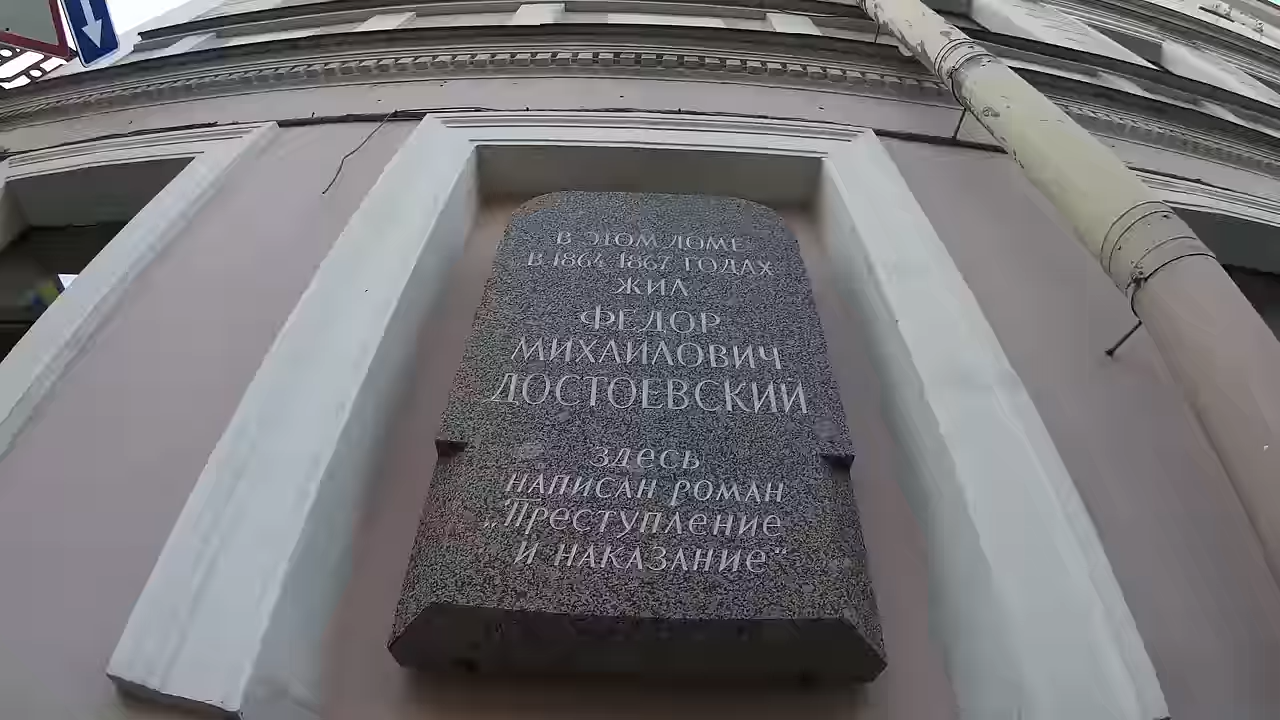 В ЭТОМ ДОМЕ
В 1864-1867 ГОДАХ
ЖИЛ
ФЕДОР
МИХАЙЛОВИЧ
ДОСТОЕВСКИЙ
ЗДЕСЬ
НАПИСАН РОМАН
„ПРЕСТУПЛЕНИЕ
И НАКАЗАНИЕ“